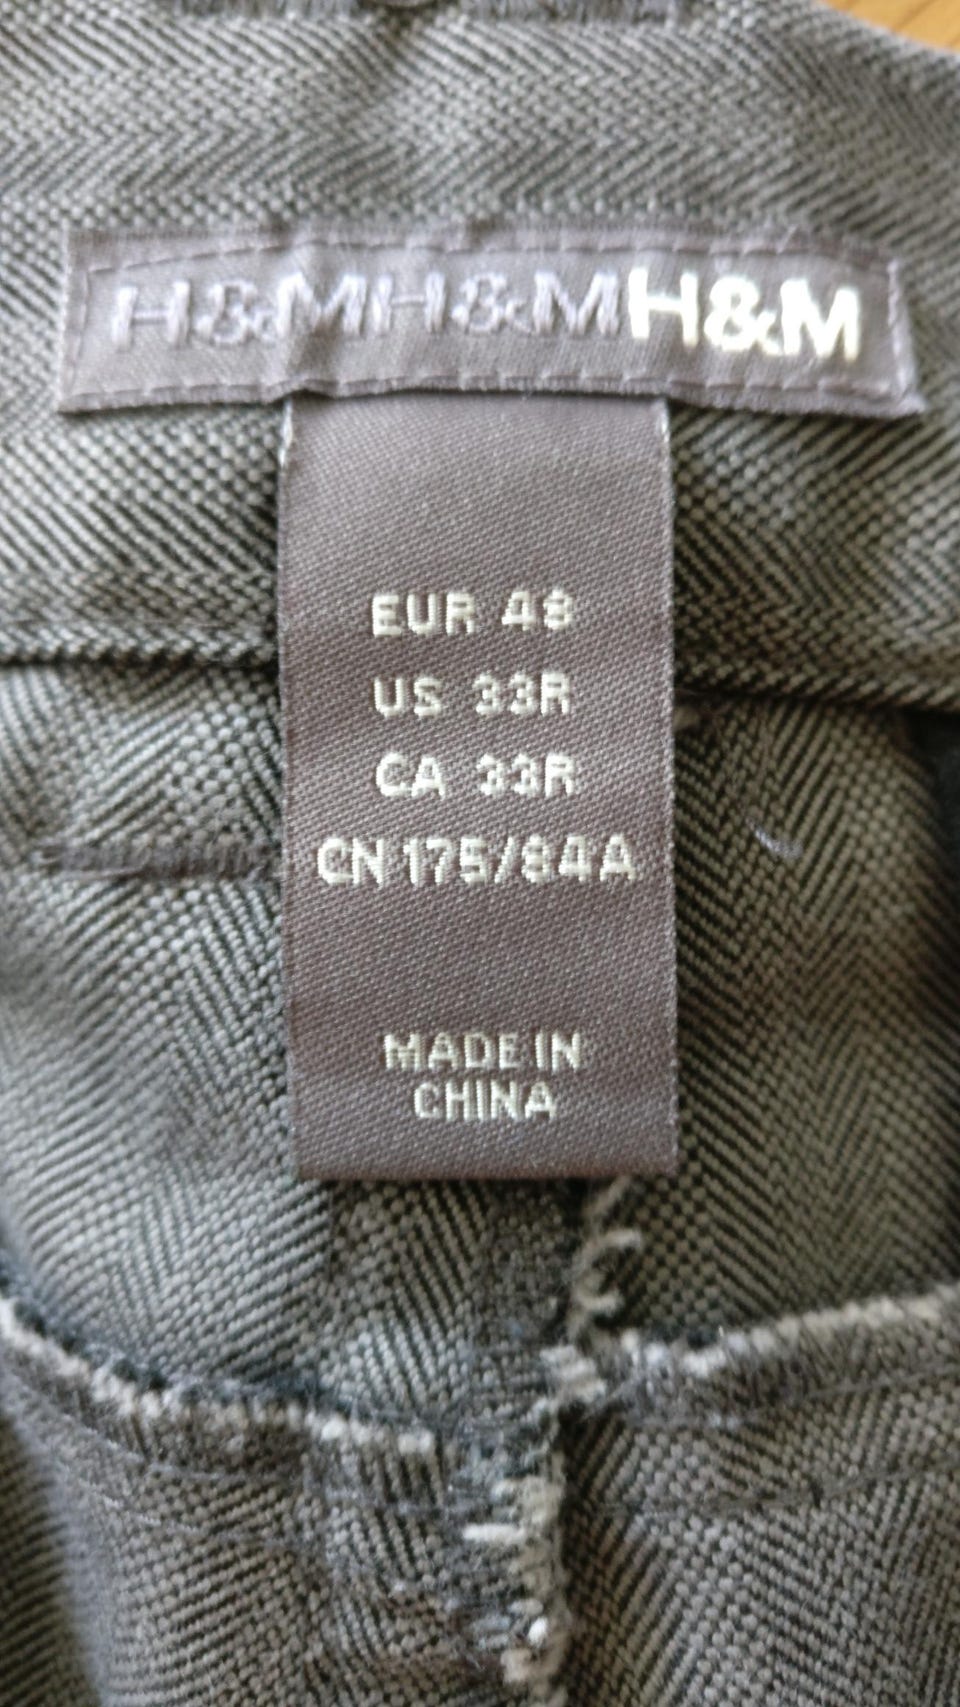 H&MH&MH&M
EUR 48
US 33R
CA 33R
CN 175/84A
MADE IN
CHINA